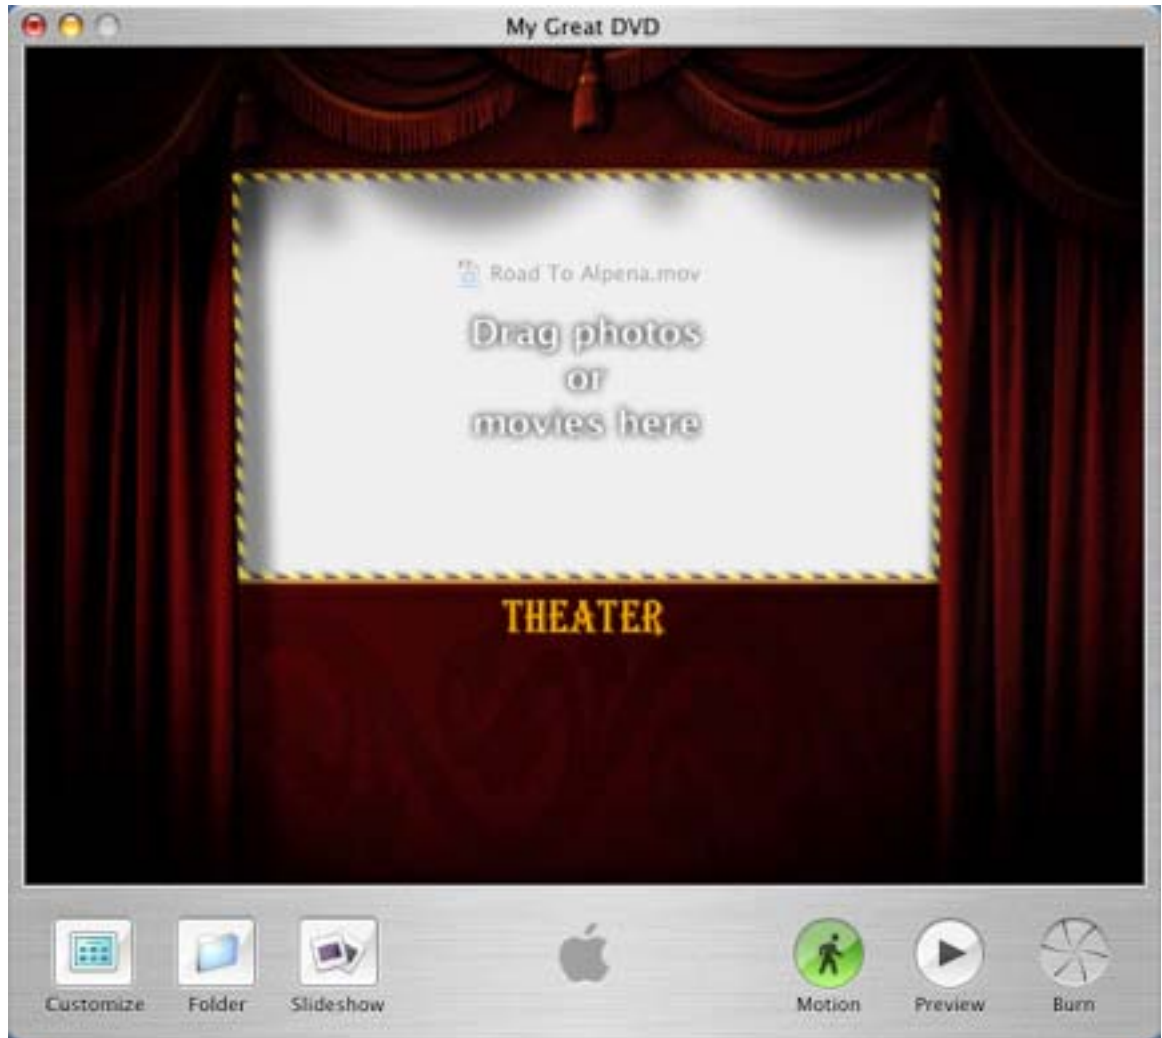 My Great DVD
Road To Alpena.mov
Drag photos
or
movies here
THEATER
Customize
Folder
Slideshow
Motion
Preview
Burn